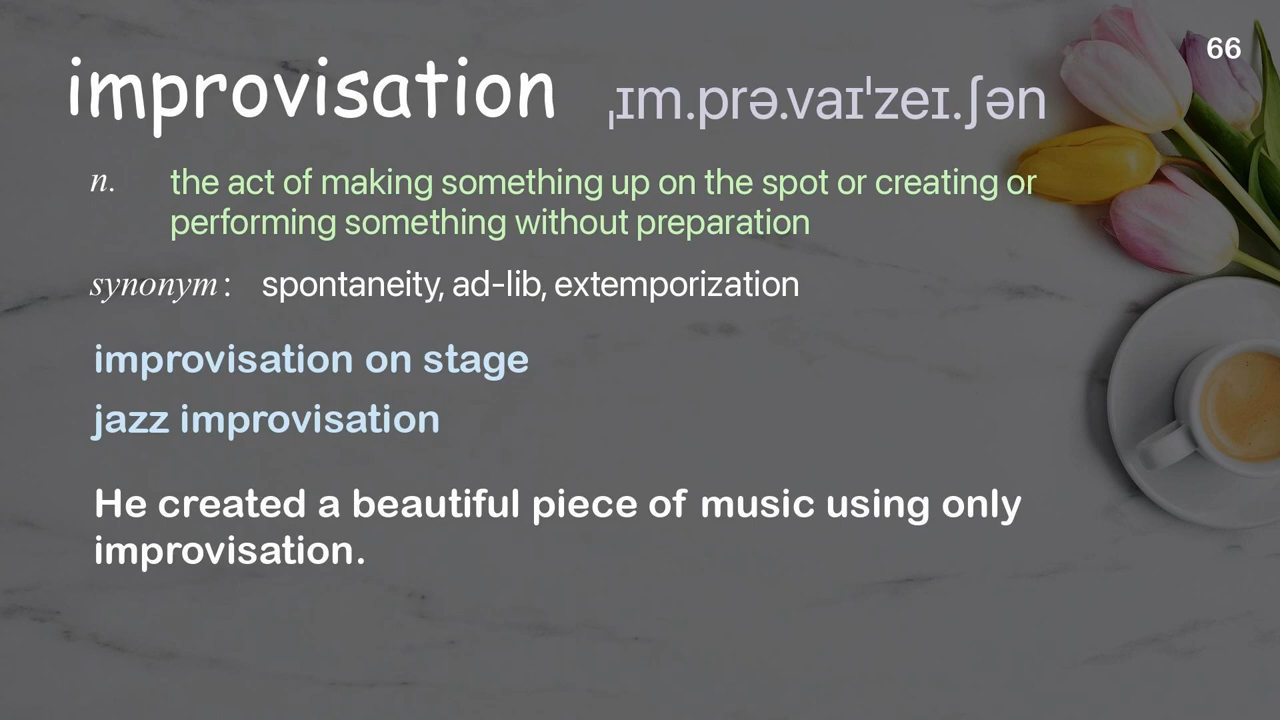 66
improvisation ˌɪm.prə.vaɪˈzeɪ.ʃən
n. the act of making something up on the spot or creating or
performing something without preparation
synonym: spontaneity, ad-lib, extemporization
improvisation on stage
jazz improvisation
He created a beautiful piece of music using only
improvisation.